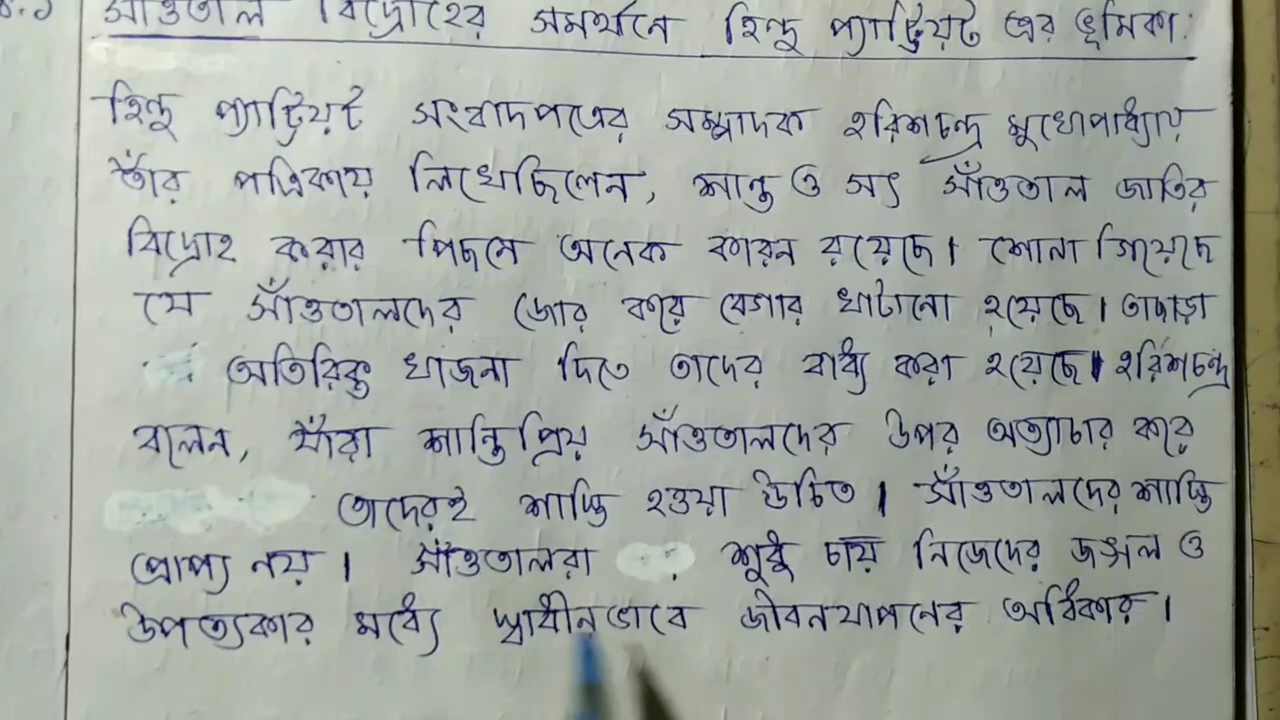 সাঁওতাল বিদ্রোহের সমর্থনে হিন্দু প্যাট্রিয়ট এর ভূমিকা:
হিন্দু প্যাট্রিয়ট সংবাদপত্রের সম্পাদক হরিশচন্দ্র মুখোপাধ্যায়
তাঁর পত্রিকায় লিখেছিলেন, শান্ত ও সৎ সাঁওতাল জাতির
বিদ্রোহ করার পিছনে অনেক কারন রয়েছে। শোনা গিয়েছে
যে সাঁওতালদের জোর করে বেগার খাটানো হয়েছে। তাছাড়া
অতিরিক্ত খাজনা দিতে তাদের বাধ্য করা হয়েছে। হরিশচন্দ্র
বলেন, যাঁরা শান্তিপ্রিয় সাঁওতালদের উপর অত্যাচার করে
তাদেরই শাস্তি হওয়া উচিত। সাঁওতালদের শাস্তি
প্রাপ্য নয়। সাঁওতালরা শুধু চায় নিজেদের জঙ্গল ও
উপত্যকার মধ্যে স্বাধীনভাবে জীবনযাপনের অধিকার।